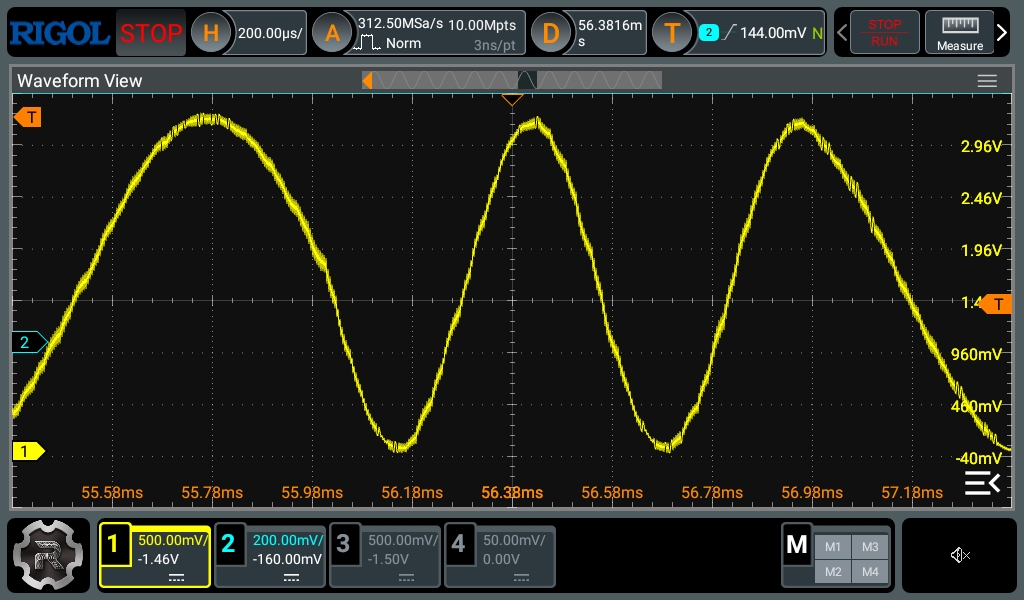 RIGOL STOP H 200.00µs/ A 312.50MSa/s 10.00Mpts
Norm 3ns/pt
D 56.3816m
s
T 2 144.00mV N
STOP
RUN
Measure
Waveform View
T
2.96V
2.46V
1.96V
1.4
T
2
960mV
460mV
1
-40mV
55.58ms 55.78ms 55.98ms 56.18ms 56.38ms 56.58ms 56.78ms 56.98ms 57.18ms
R
1 500.00mV/
-1.46V
2 200.00mV/
-160.00mV
3 500.00mV/
-1.50V
4 50.00mV/
0.00V
M
M1 M3
M2 M4